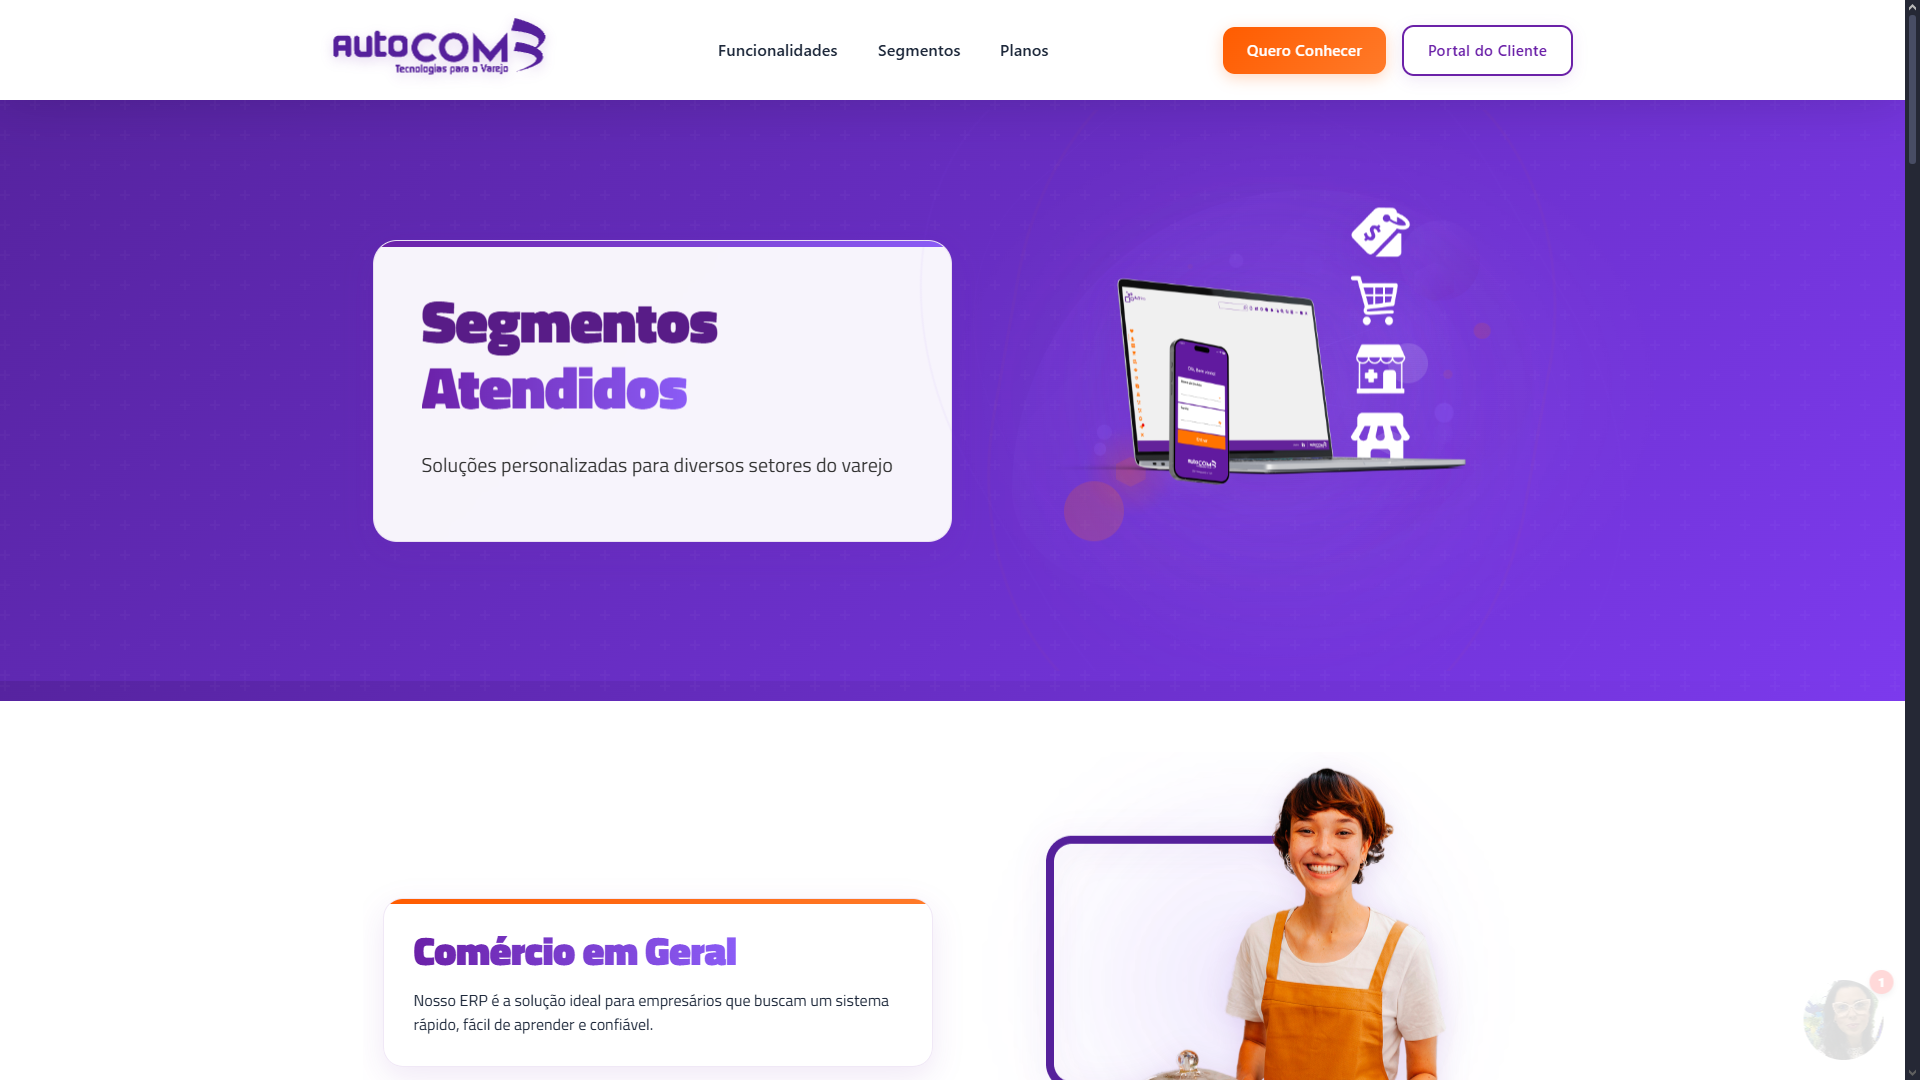 autoCOM3
Tecnologias para o Varejo
Funcionalidades
Segmentos
Planos
Quero Conhecer
Portal do Cliente
Segmentos
Atendidos
Soluções personalizadas para diversos setores do varejo
autoCOM3
Comércio em Geral
Nosso ERP é a solução ideal para empresários que buscam um sistema
rápido, fácil de aprender e confiável.
1